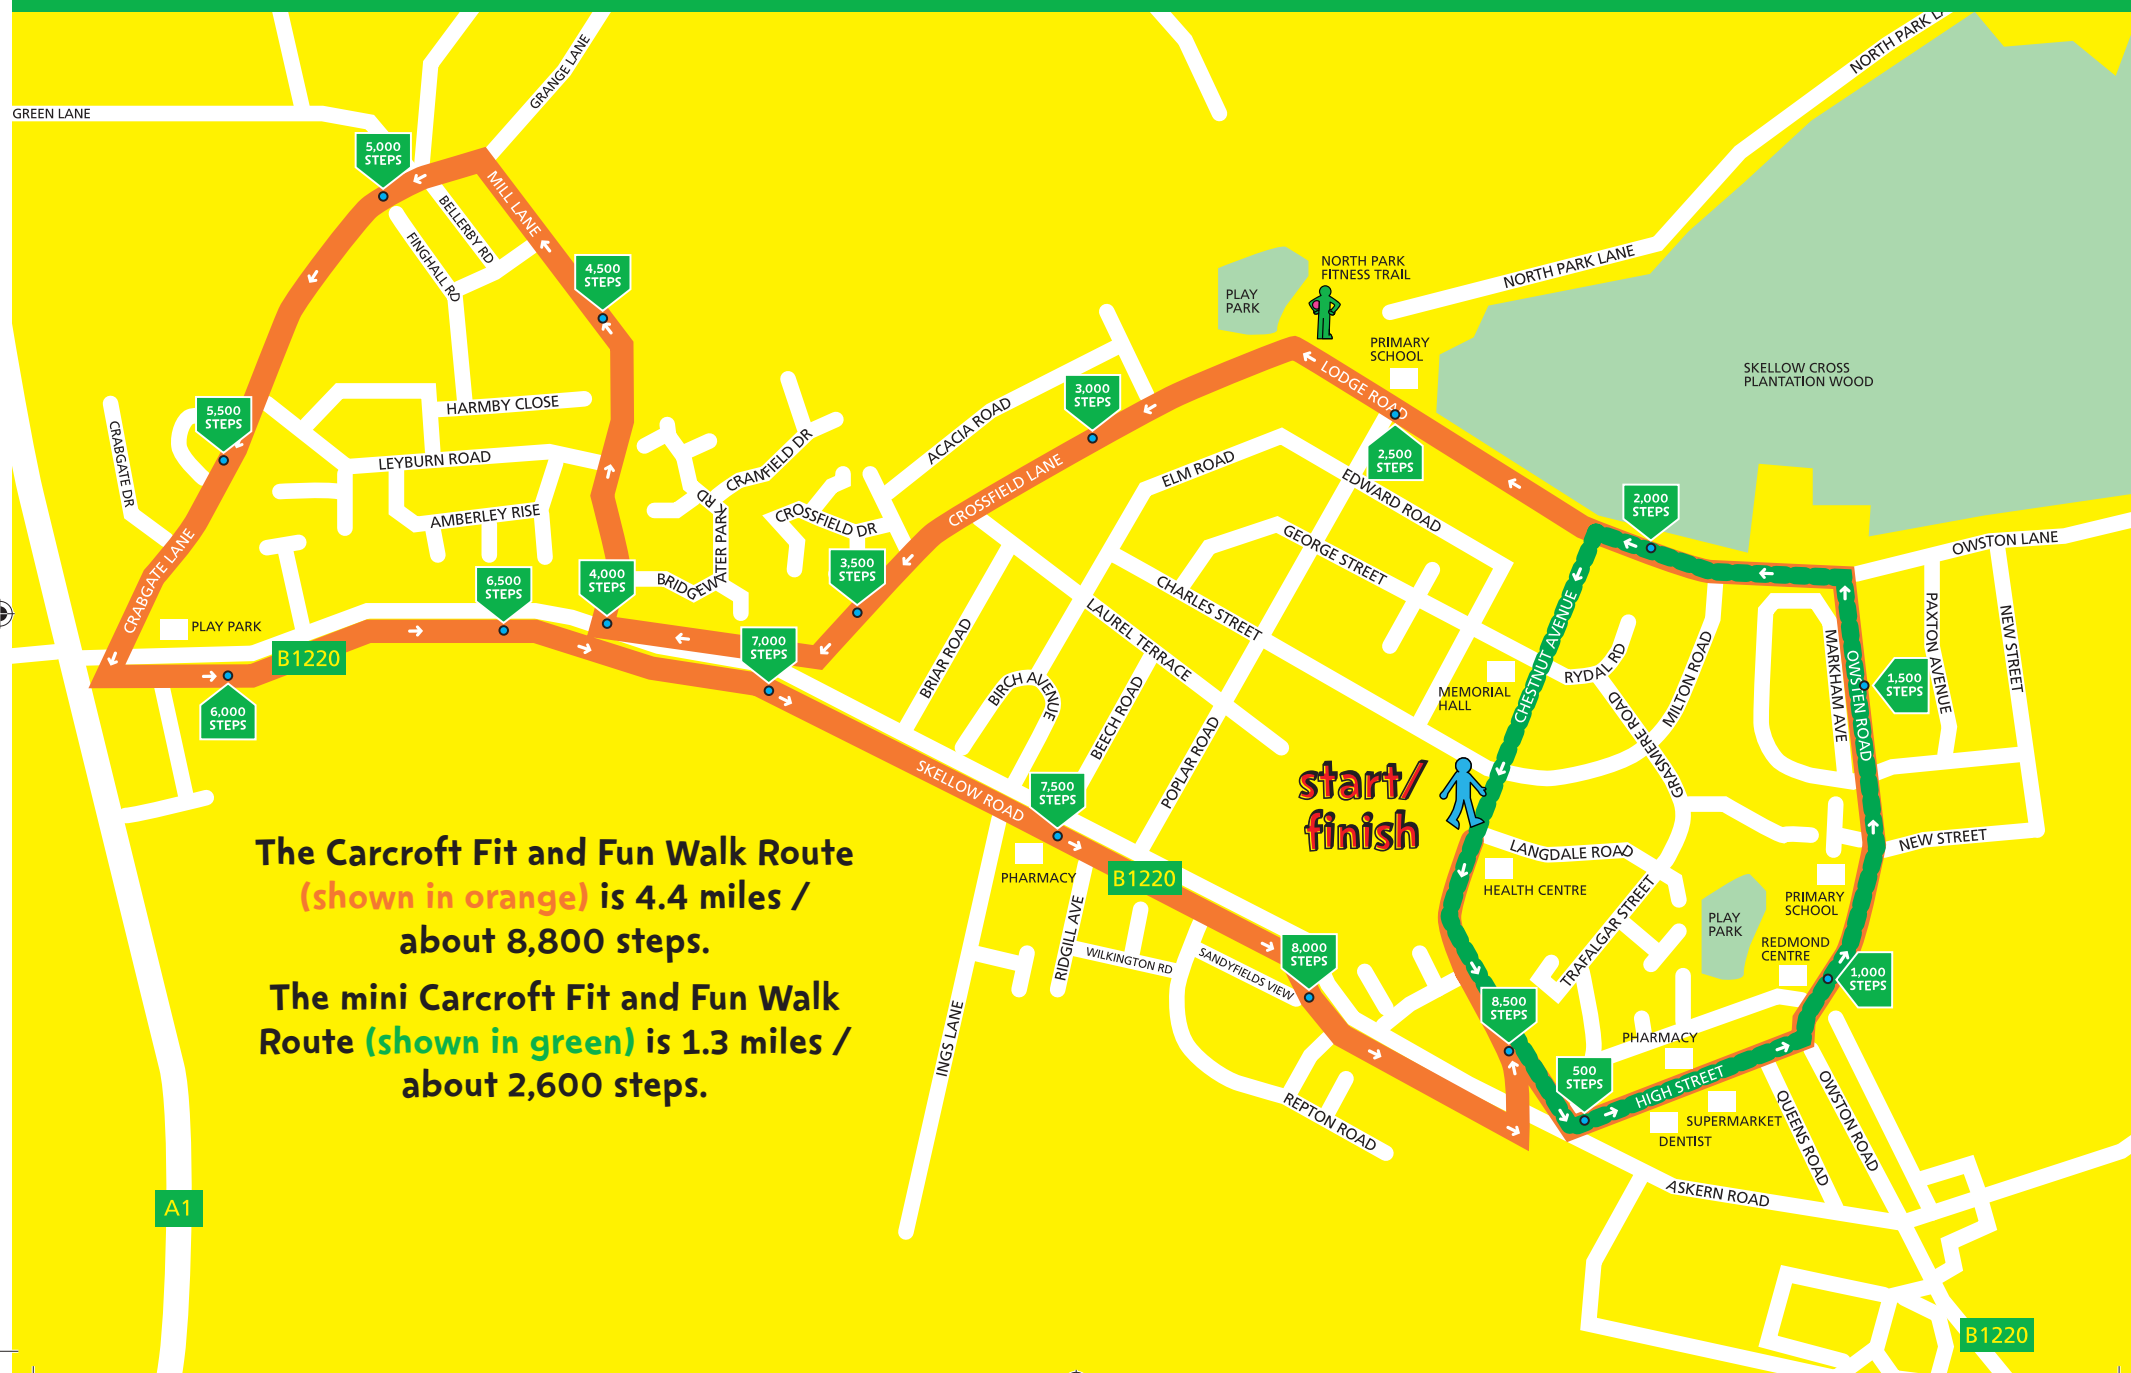 GREEN LANE
GRANGE LANE
NORTH PARK
5,000
STEPS
MILL LANE
BELLERBY RD
FINGHALL RD
4,500
STEPS
NORTH PARK
FITNESS TRAIL
NORTH PARK LANE
PLAY
PARK
PRIMARY
SCHOOL
LODGE ROAD
SKELLOW CROSS
PLANTATION WOOD
5,500
STEPS
HARMBY CLOSE
3,000
STEPS
ACACIA ROAD
CRABGATE DR
LEYBURN ROAD
CRANFIELD DR
2,500
STEPS
ELM ROAD
EDWARD ROAD
CROSSFIELD LANE
AMBERLEY RISE
CROSSFIELD DR
2,000
STEPS
GEORGE STREET
OWSTON LANE
CRABGATE LANE
6,500
STEPS
4,000
STEPS
BRIDGEWATER PARK RD
3,500
STEPS
CHARLES STREET
LAUREL TERRACE
CHESTNUT AVENUE
PAXTON AVENUE
NEW STREET
PLAY PARK
B1220
7,000
STEPS
BRIAR ROAD
RYDAL RD
MILTON ROAD
MARKHAM AVE
OWSTEN ROAD
1,500
STEPS
6,000
STEPS
BIRCH AVENUE
BEECH ROAD
MEMORIAL
HALL
GRASMERE ROAD
POPLAR ROAD
SKELLOW ROAD
7,500
STEPS
start/
finish
LANGDALE ROAD
NEW STREET
The Carcroft Fit and Fun Walk Route
(shown in orange) is 4.4 miles /
about 8,800 steps.
The mini Carcroft Fit and Fun Walk
Route (shown in green) is 1.3 miles /
about 2,600 steps.
PHARMACY
B1220
HEALTH CENTRE
TRAFALGAR STREET
PLAY
PARK
PRIMARY
SCHOOL
REDMOND
CENTRE
RIDGILL AVE
WILKINGTON RD
SANDYFIELDS VIEW
8,000
STEPS
1,000
STEPS
8,500
STEPS
INGS LANE
PHARMACY
500
STEPS
HIGH STREET
SUPERMARKET
DENTIST
QUEENS ROAD
OWSTON ROAD
REPTON ROAD
ASKERN ROAD
A1
B1220